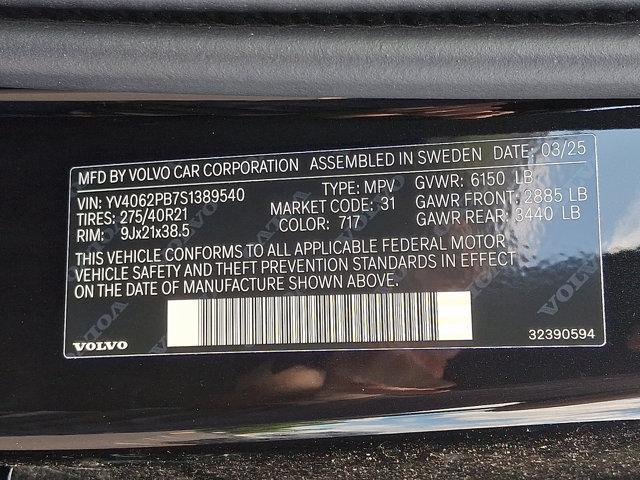 MFD BY VOLVO CAR CORPORATION ASSEMBLED IN SWEDEN DATE: 03/25
VIN: YV4062PB7S1389540 TYPE: MPV GVWR: 6150 LB
TIRES: 275/40R21 MARKET CODE: 31 GAWR FRONT: 2885 LB
RIM: 9Jx21x38.5 COLOR: 717 GAWR REAR: 3440 LB
THIS VEHICLE CONFORMS TO ALL APPLICABLE FEDERAL MOTOR
VEHICLE SAFETY AND THEFT PREVENTION STANDARDS IN EFFECT
ON THE DATE OF MANUFACTURE SHOWN ABOVE.
VOLVO 32390594